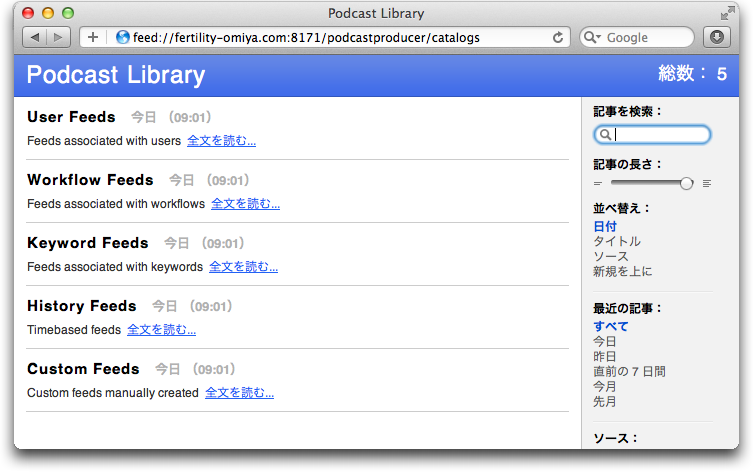 Podcast Library
feed://fertility-omiya.com:8171/podcastproducer/catalogs
Google
Podcast Library
総数： 5
User Feeds 今日 （09:01）
Feeds associated with users 全文を読む...
Workflow Feeds 今日 （09:01）
Feeds associated with workflows 全文を読む...
Keyword Feeds 今日 （09:01）
Feeds associated with keywords 全文を読む...
History Feeds 今日 （09:01）
Timebased feeds 全文を読む...
Custom Feeds 今日 （09:01）
Custom feeds manually created 全文を読む...
記事を検索：
記事の長さ：
並べ替え：
日付
タイトル
ソース
新規を上に
最近の記事：
すべて
今日
昨日
直前の 7 日間
今月
先月
ソース：